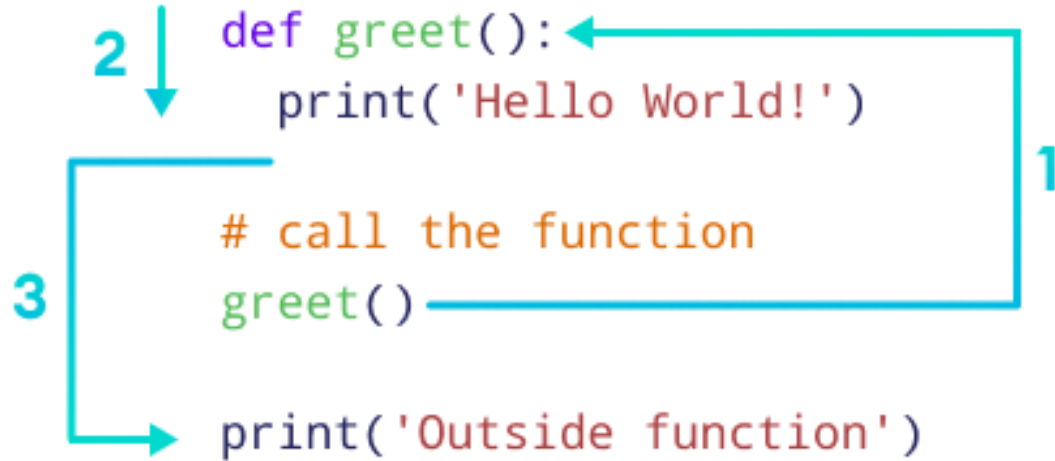 2 def greet():
print('Hello World!')
1
# call the function
3 greet()
print('Outside function')